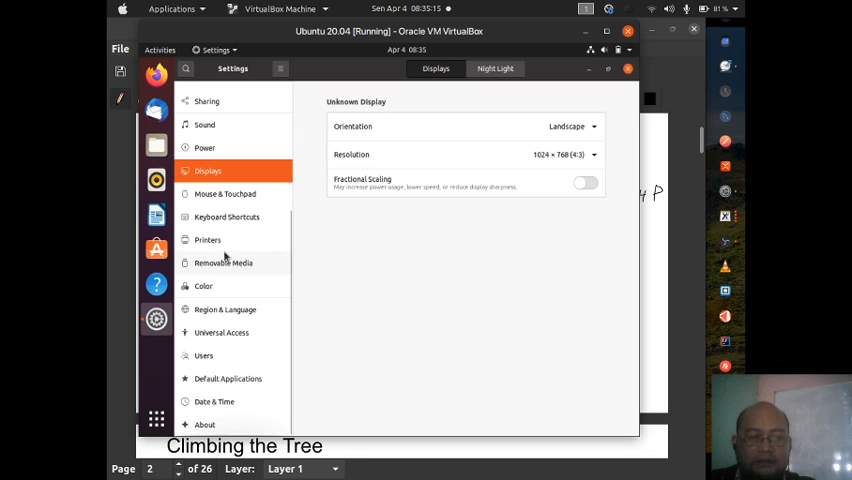 Applications
VirtualBox Machine
Sen Apr 4 08:35:15
1
81 %
Ubuntu 20.04 [Running] - Oracle VM VirtualBox
File
Activities
Settings
Apr 4 08:35
Settings
Displays
Night Light
Sharing
Sound
Power
Displays
Mouse & Touchpad
Keyboard Shortcuts
Printers
Removable Media
Color
Region & Language
Universal Access
Users
Default Applications
Date & Time
About
Unknown Display
Orientation
Landscape
Resolution
1024 × 768 (4:3)
Fractional Scaling
May increase power usage, lower speed, or reduce display sharpness.
P
Climbing the Tree
Page 2 of 26 Layer: Layer 1